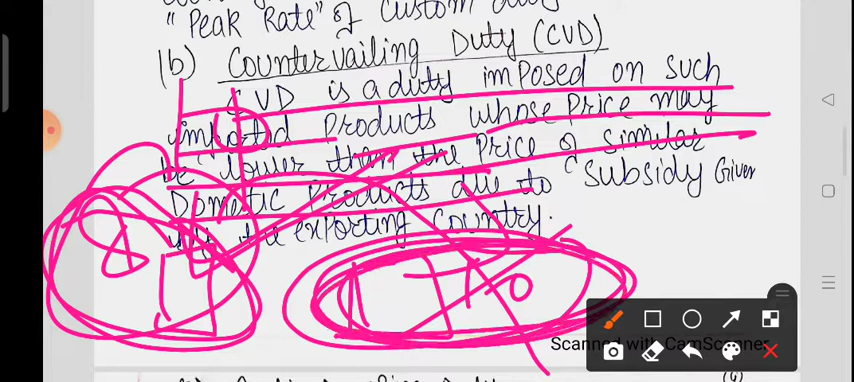 "Peak Rate" of Custom duty
(b) Countervailing Duty (CVD)
CVD is a duty imposed on such
imported Products whose Price may
be lower than the Price of similar
Domestic Products due to "Subsidy Given
the exporting Country.
Scanned with CamScanner